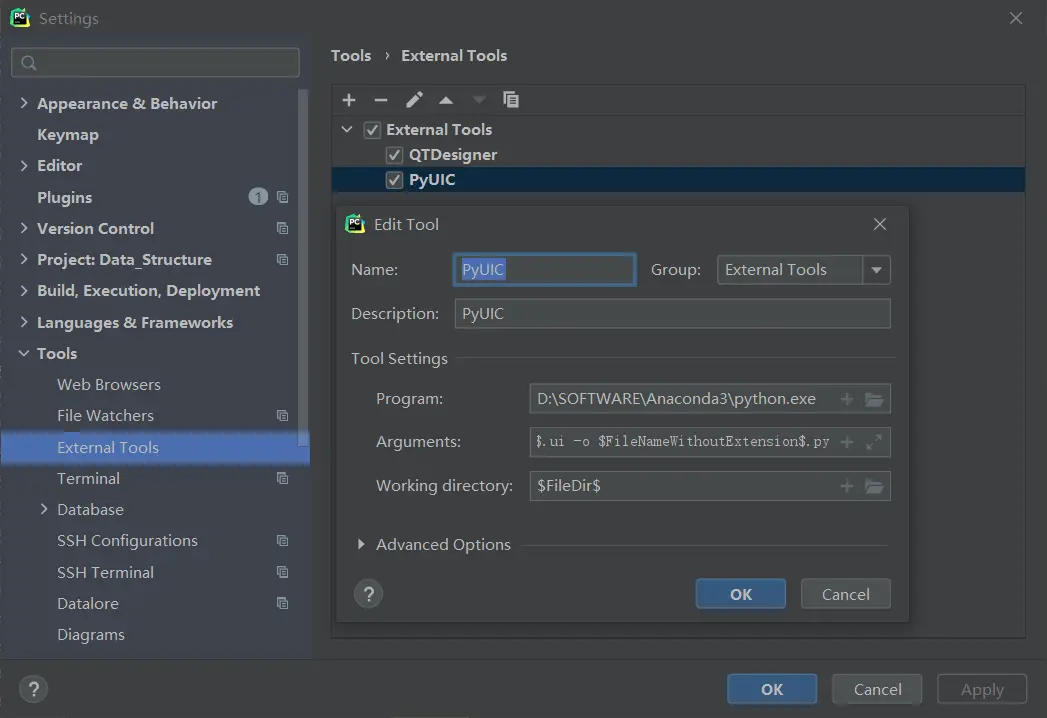 Settings
Appearance & Behavior
Keymap
Editor
Plugins 1
Version Control
Project: Data_Structure
Build, Execution, Deployment
Languages & Frameworks
Tools
Web Browsers
File Watchers
External Tools
Terminal
Database
SSH Configurations
SSH Terminal
Datalore
Diagrams
Tools › External Tools
External Tools
QTDesigner
PyUIC
Edit Tool
Name: PyUIC Group: External Tools
Description: PyUIC
Tool Settings
Program: D:\SOFTWARE\Anaconda3\python.exe
Arguments: $.ui -o $FileNameWithoutExtension$.py
Working directory: $FileDir$
Advanced Options
? OK Cancel
? OK Cancel Apply